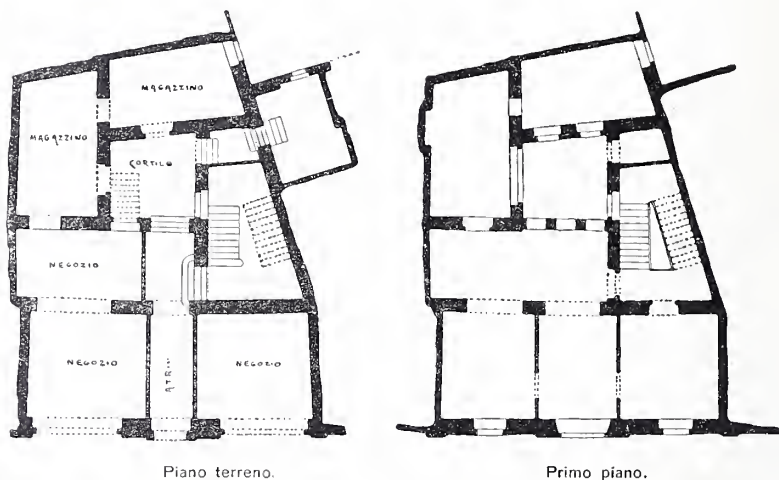 MAGAZZINO
MAGAZZINO
CORTILE
NEGOZIO
NEGOZIO
ATRIO
NEGOZIO
Piano terreno.
Primo piano.